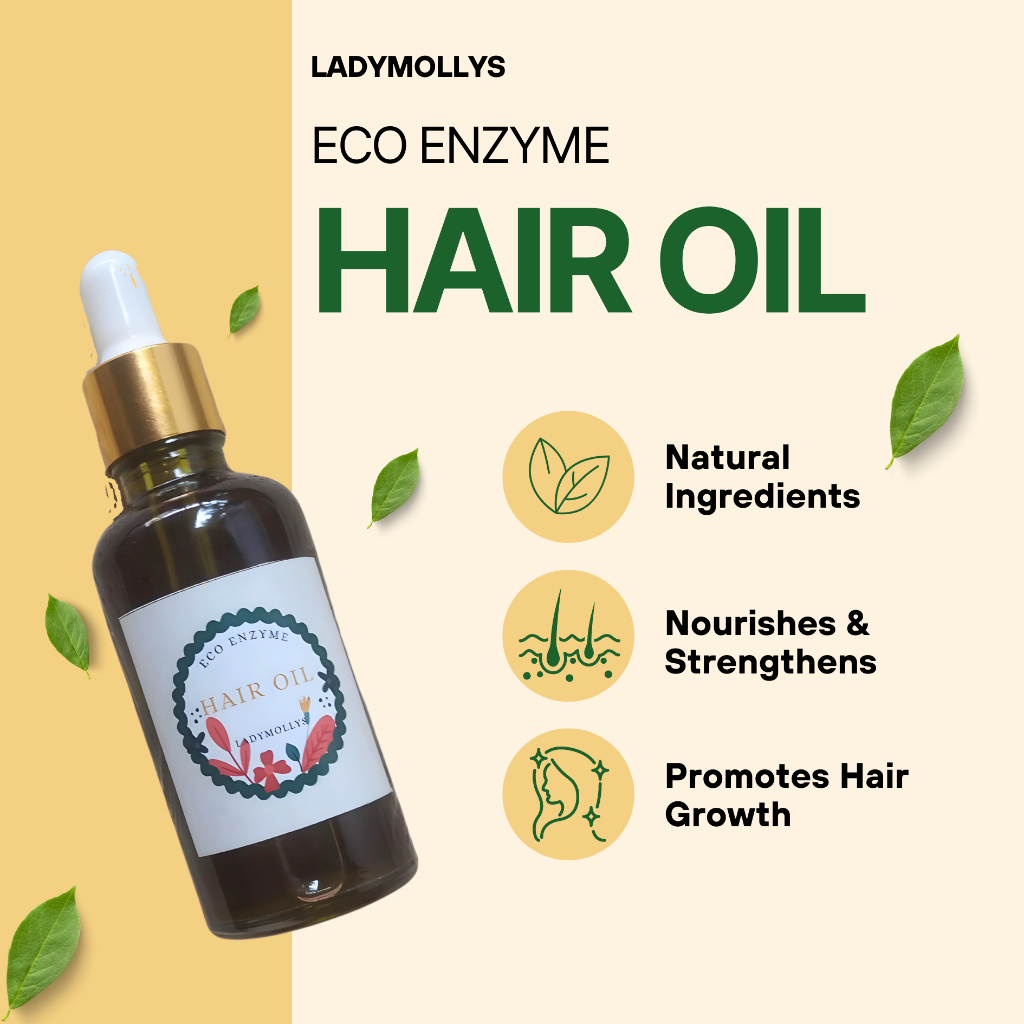 LADYMOLLYS
ECO ENZYME
HAIR OIL
Natural
Ingredients
Nourishes &
Strengthens
Promotes Hair
Growth
ECO ENZYME
HAIR OIL
LADYMOLLYS